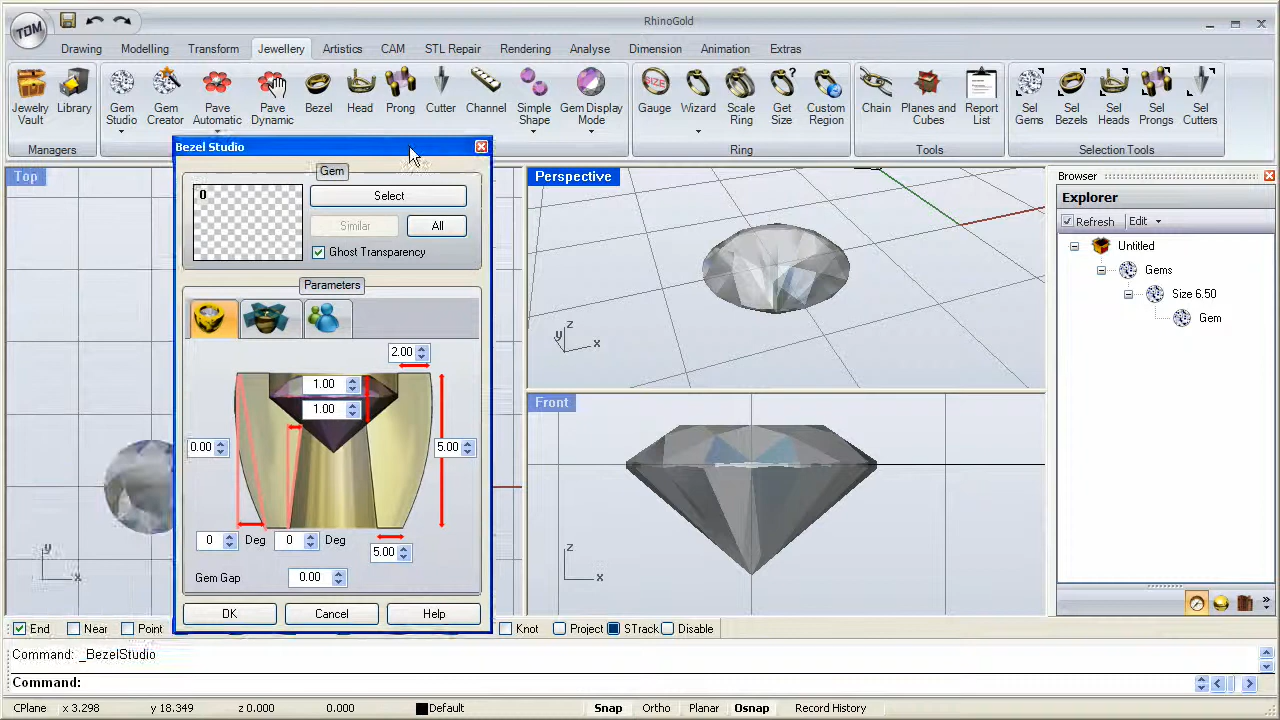 RhinoGold
TDM
Drawing Modelling Transform Jewellery Artistics CAM STL Repair Rendering Analyse Dimension Animation Extras
Jewelry Vault
Library
Managers
Gem Studio
Gem Creator
Pave Automatic
Pave Dynamic
Bezel
Head
Prong
Cutter
Channel
Simple Shape
Gem Display Mode
SIZE
Gauge
Wizard
Scale Ring
Get Size
Custom Region
Ring
Chain
Planes and Cubes
Report List
Tools
Sel Gems
Sel Bezels
Sel Heads
Sel Prongs
Sel Cutters
Selection Tools
Top
Bezel Studio
Gem
0
Select
Similar
All
Ghost Transparency
Parameters
2.00
1.00
1.00
0.00
5.00
0 Deg 0 Deg
5.00
Gem Gap 0.00
OK Cancel Help
y
x
Perspective
z
y
x
Front
z
x
Browser
Explorer
Refresh Edit
Untitled
Gems
Size 6.50
Gem
End Near Point Knot Project STrack Disable
Command: _BezelStudio
Command:
CPlane x 3.298 y 18.349 z 0.000 0.000 Default Snap Ortho Planar Osnap Record History